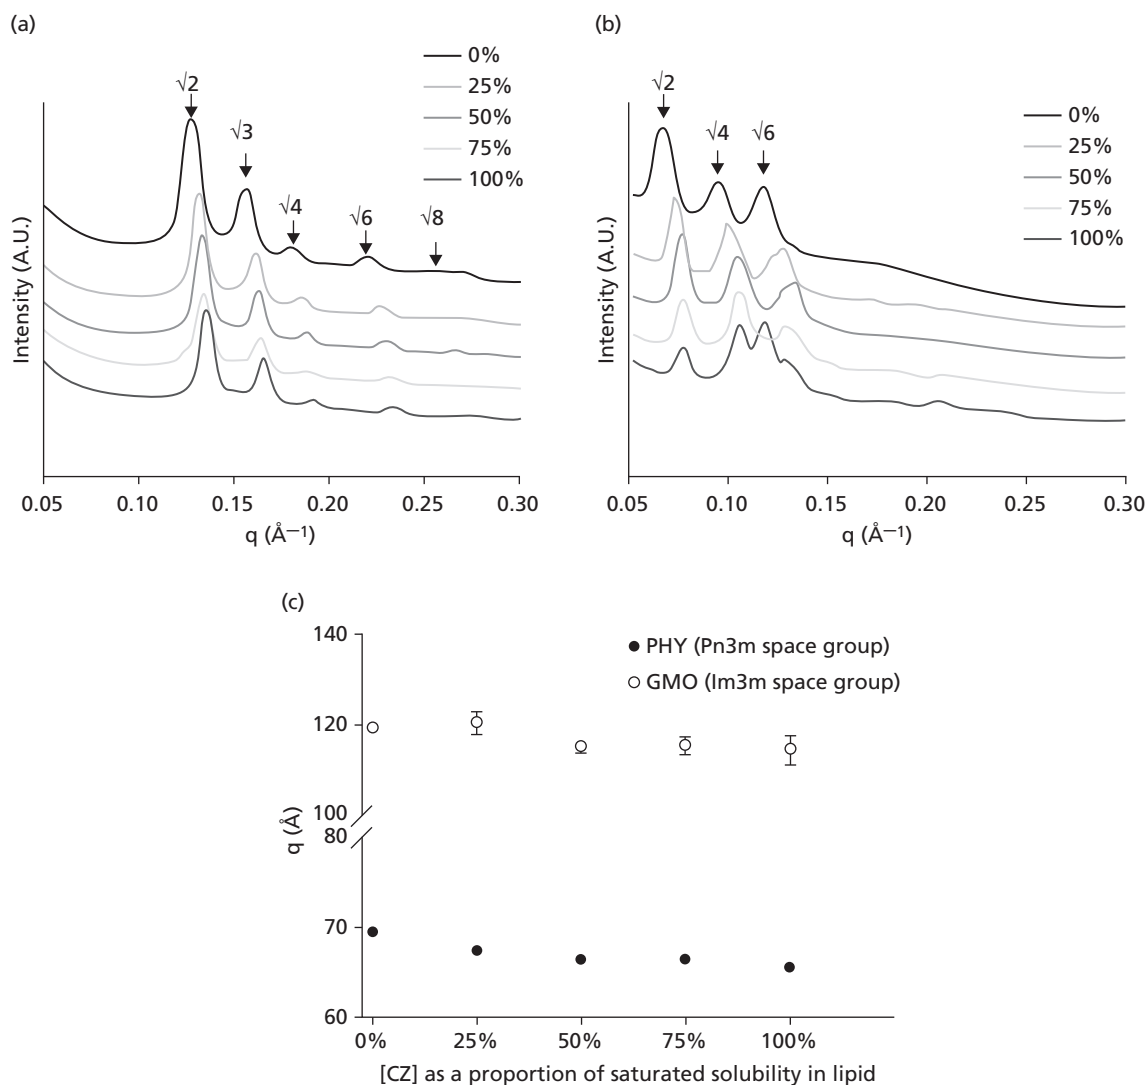 (a)
0%
25%
50%
75%
100%
√2
√3
√4
√6
√8
Intensity (A.U.)
0.05 0.10 0.15 0.20 0.25 0.30
q (Å−1)
(b)
0%
25%
50%
75%
100%
√2
√4
√6
Intensity (A.U.)
0.05 0.10 0.15 0.20 0.25 0.30
q (Å−1)
(c)
140
120
100
80
70
60
q (Å)
PHY (Pn3m space group)
GMO (Im3m space group)
0% 25% 50% 75% 100%
[CZ] as a proportion of saturated solubility in lipid